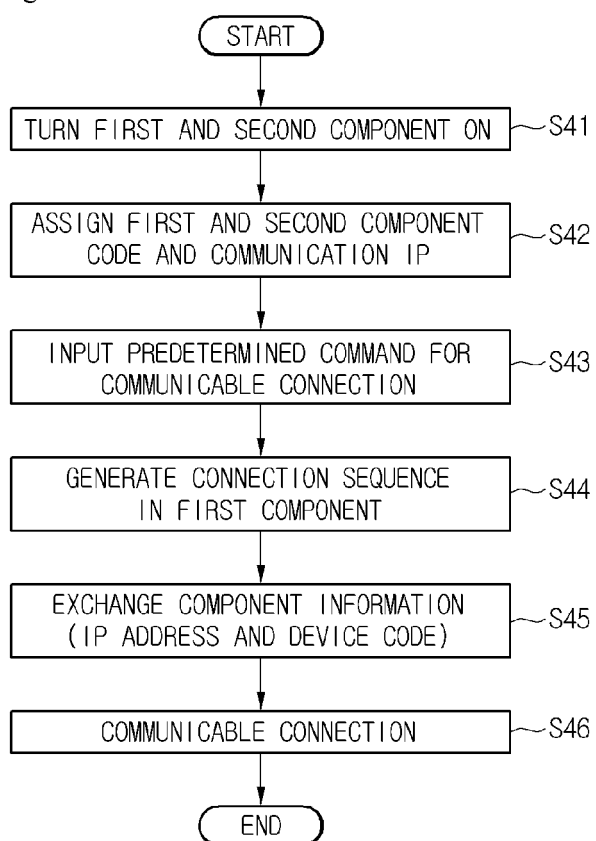 START
TURN FIRST AND SECOND COMPONENT ON
S41
ASSIGN FIRST AND SECOND COMPONENT
CODE AND COMMUNICATION IP
S42
INPUT PREDETERMINED COMMAND FOR
COMMUNICABLE CONNECTION
S43
GENERATE CONNECTION SEQUENCE
IN FIRST COMPONENT
S44
EXCHANGE COMPONENT INFORMATION
(IP ADDRESS AND DEVICE CODE)
S45
COMMUNICABLE CONNECTION
S46
END